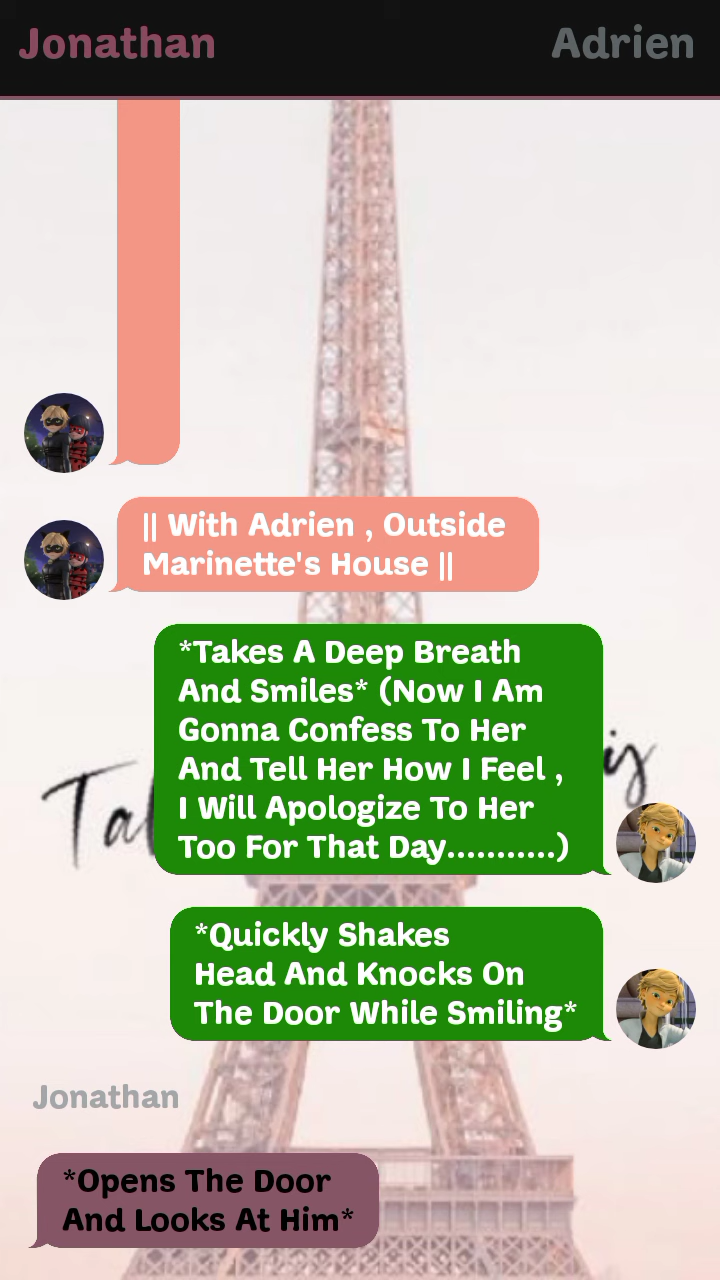 Jonathan
Adrien
|| With Adrien , Outside
Marinette's House ||
*Takes A Deep Breath
And Smiles* (Now I Am
Gonna Confess To Her
And Tell Her How I Feel ,
I Will Apologize To Her
Too For That Day...........)
*Quickly Shakes
Head And Knocks On
The Door While Smiling*
Jonathan
*Opens The Door
And Looks At Him*